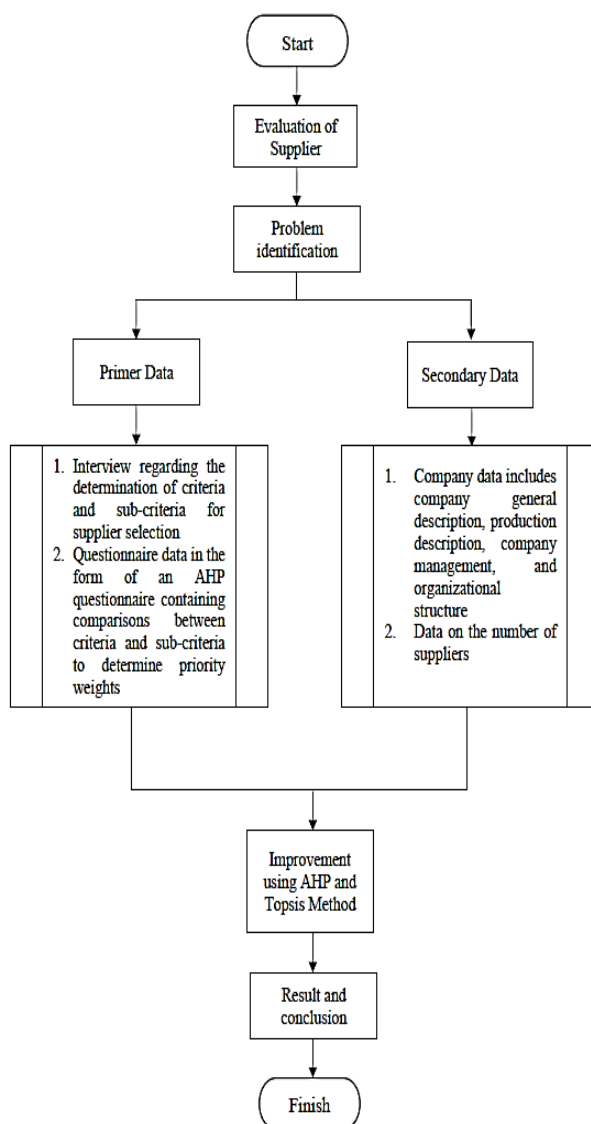 Start
Evaluation of
Supplier
Problem
identification
Primer Data
Secondary Data
1. Interview regarding the
determination of criteria
and sub-criteria for
supplier selection
2. Questionnaire data in the
form of an AHP
questionnaire containing
comparisons between
criteria and sub-criteria
to determine priority
weights
1. Company data includes
company general
description, production
description, company
management, and
organizational
structure
2. Data on the number of
suppliers
Improvement
using AHP and
Topsis Method
Result and
conclusion
Finish